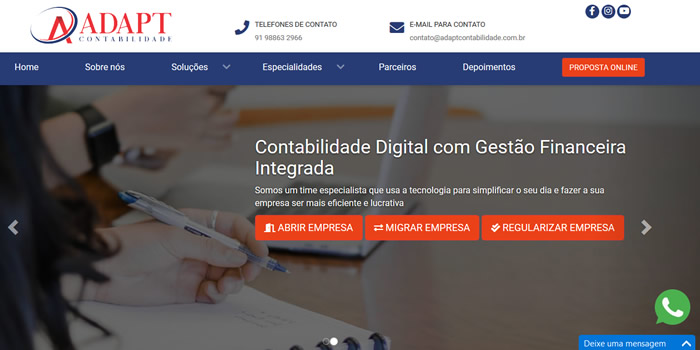 ADAPT
CONTABILIDADE
TELEFONES DE CONTATO
91 98863 2966
E-MAIL PARA CONTATO
contato@adaptcontabilidade.com.br
Home
Sobre nós
Soluções
Especialidades
Parceiros
Depoimentos
PROPOSTA ONLINE
Contabilidade Digital com Gestão Financeira
Integrada
Somos um time especialista que usa a tecnologia para simplificar o seu dia e fazer a sua
empresa ser mais eficiente e lucrativa
ABRIR EMPRESA
MIGRAR EMPRESA
REGULARIZAR EMPRESA
Deixe uma mensagem